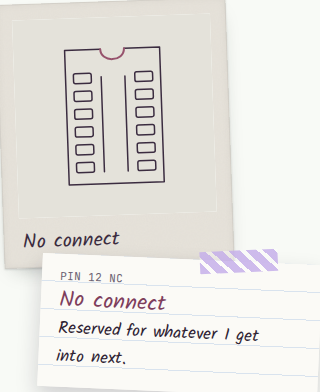 No connect
PIN 12 NC
No connect
Reserved for whatever I get
into next.